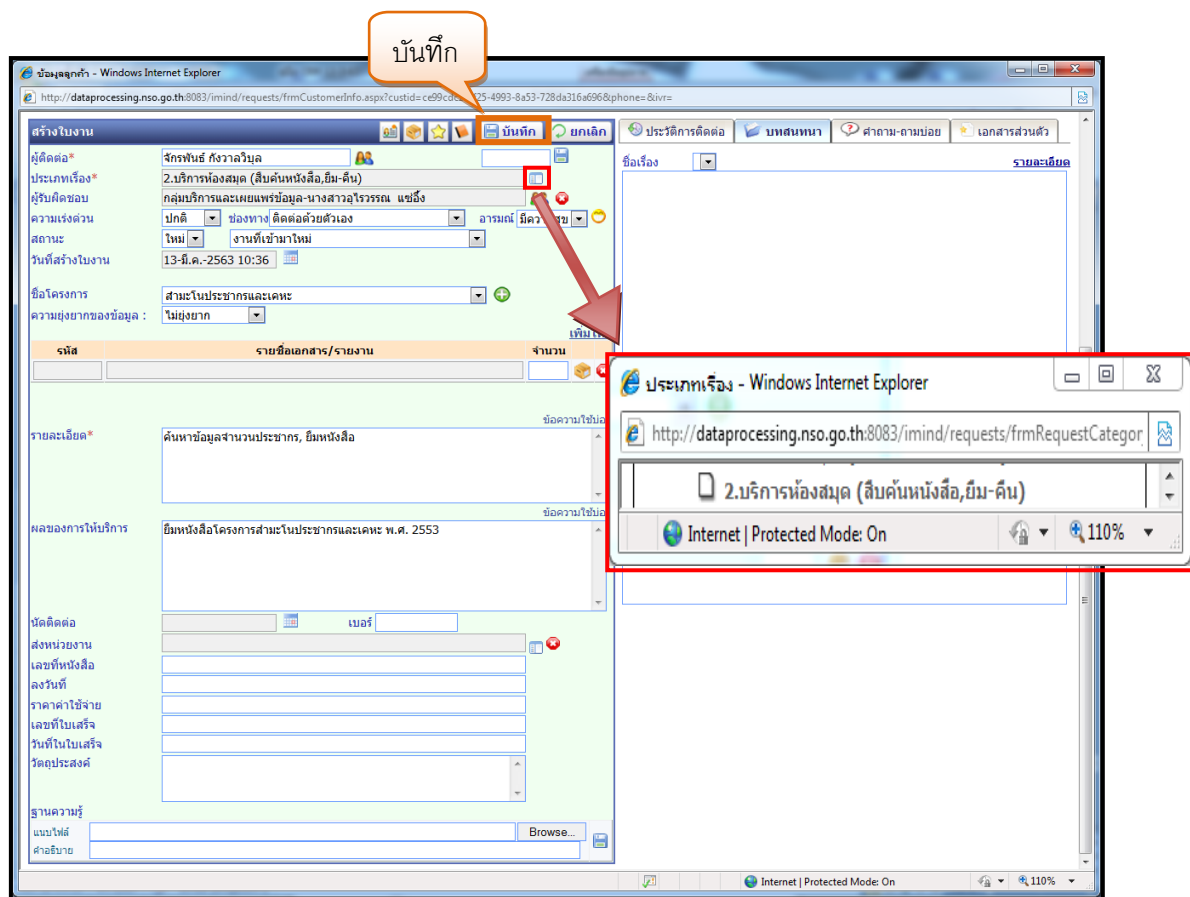 บันทึก
ข้อมูลลูกค้า - Windows Internet Explorer
http://dataprocessing.nso.go.th:8083/imind/requests/frmCustomerInfo.aspx?custid=ce99cde 25-4993-8a53-728da316a696&phone=&ivr=
สร้างใบงาน บันทึก ยกเลิก
ประวัติการติดต่อ บทสนทนา คำถาม-ถามบ่อย เอกสารส่วนตัว
ผู้ติดต่อ* จักรพันธ์ กังวาลวิบุล
ชื่อเรื่อง รายละเอียด
ประเภทเรื่อง* 2.บริการห้องสมุด (สืบค้นหนังสือ,ยืม-คืน)
ผู้รับผิดชอบ กลุ่มบริการและเผยแพร่ข้อมูล-นางสาวอุไรวรรณ แซ่อึ้ง
ความเร่งด่วน ปกติ ช่องทาง ติดต่อด้วยตัวเอง อารมณ์
สถานะ ใหม่ งานที่เข้ามาใหม่
วันที่สร้างใบงาน 13-มี.ค.-2563 10:36
ชื่อโครงการ สามะโนประชากรและเคหะ
ความยุ่งยากของข้อมูล : ไม่ยุ่งยาก
รหัส รายชื่อเอกสาร/รายงาน จำนวน
ประเภทเรื่อง - Windows Internet Explorer
http://dataprocessing.nso.go.th:8083/imind/requests/frmRequestCategor
2.บริการห้องสมุด (สืบค้นหนังสือ,ยืม-คืน)
Internet | Protected Mode: On 110%
ข้อความใช้บ่อ
รายละเอียด* ค้นหาข้อมูลจำนวนประชากร, ยืมหนังสือ
ข้อความใช้บ่อ
ผลของการให้บริการ ยืมหนังสือโครงการสำมะโนประชากรและเคหะ พ.ศ. 2553
นัดติดต่อ เบอร์
ส่งหน่วยงาน
เลขที่หนังสือ
ลงวันที่
ราคาค่าใช้จ่าย
เลขที่ใบเสร็จ
วันที่ในใบเสร็จ
วัตถุประสงค์
ฐานความรู้
แนบไฟล์ Browse...
คำอธิบาย
Internet | Protected Mode: On 110%